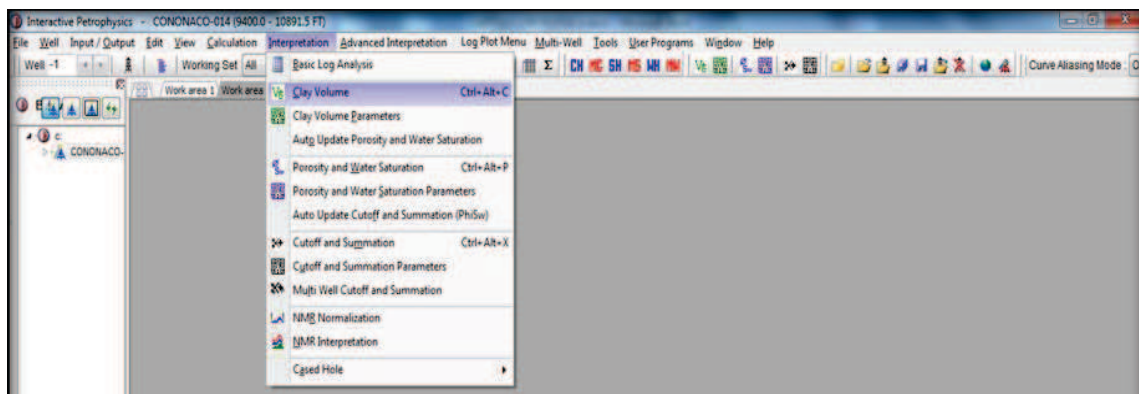 Interactive Petrophysics - CONONACO-014 (9400.0 - 10891.5 FT)
File Well Input / Output Edit View Calculation Interpretation Advanced Interpretation Log Plot Menu Multi-Well Tools User Programs Window Help
Well -1 Working Set All Σ CH GH WH Curve Aliasing Mode : O
Work area 1 Work area
c
CONONACO-
Basic Log Analysis
Clay Volume Ctrl+Alt+C
Clay Volume Parameters
Auto Update Porosity and Water Saturation
Porosity and Water Saturation Ctrl+Alt+P
Porosity and Water Saturation Parameters
Auto Update Cutoff and Summation (PhiSw)
Cutoff and Summation Ctrl+Alt+X
Cutoff and Summation Parameters
Multi Well Cutoff and Summation
NMR Normalization
NMR Interpretation
Cased Hole